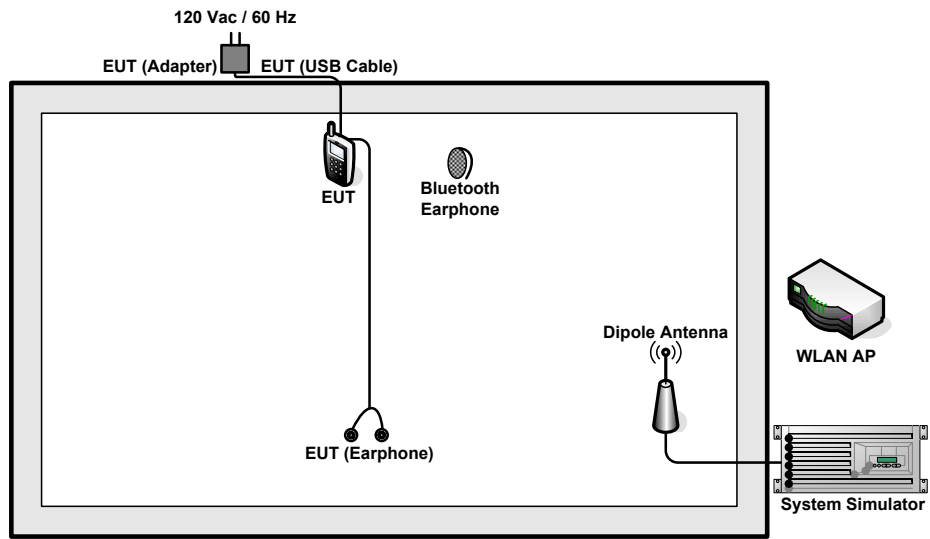 120 Vac / 60 Hz
EUT (Adapter)
EUT (USB Cable)
EUT
Bluetooth
Earphone
Dipole Antenna
WLAN AP
EUT (Earphone)
System Simulator